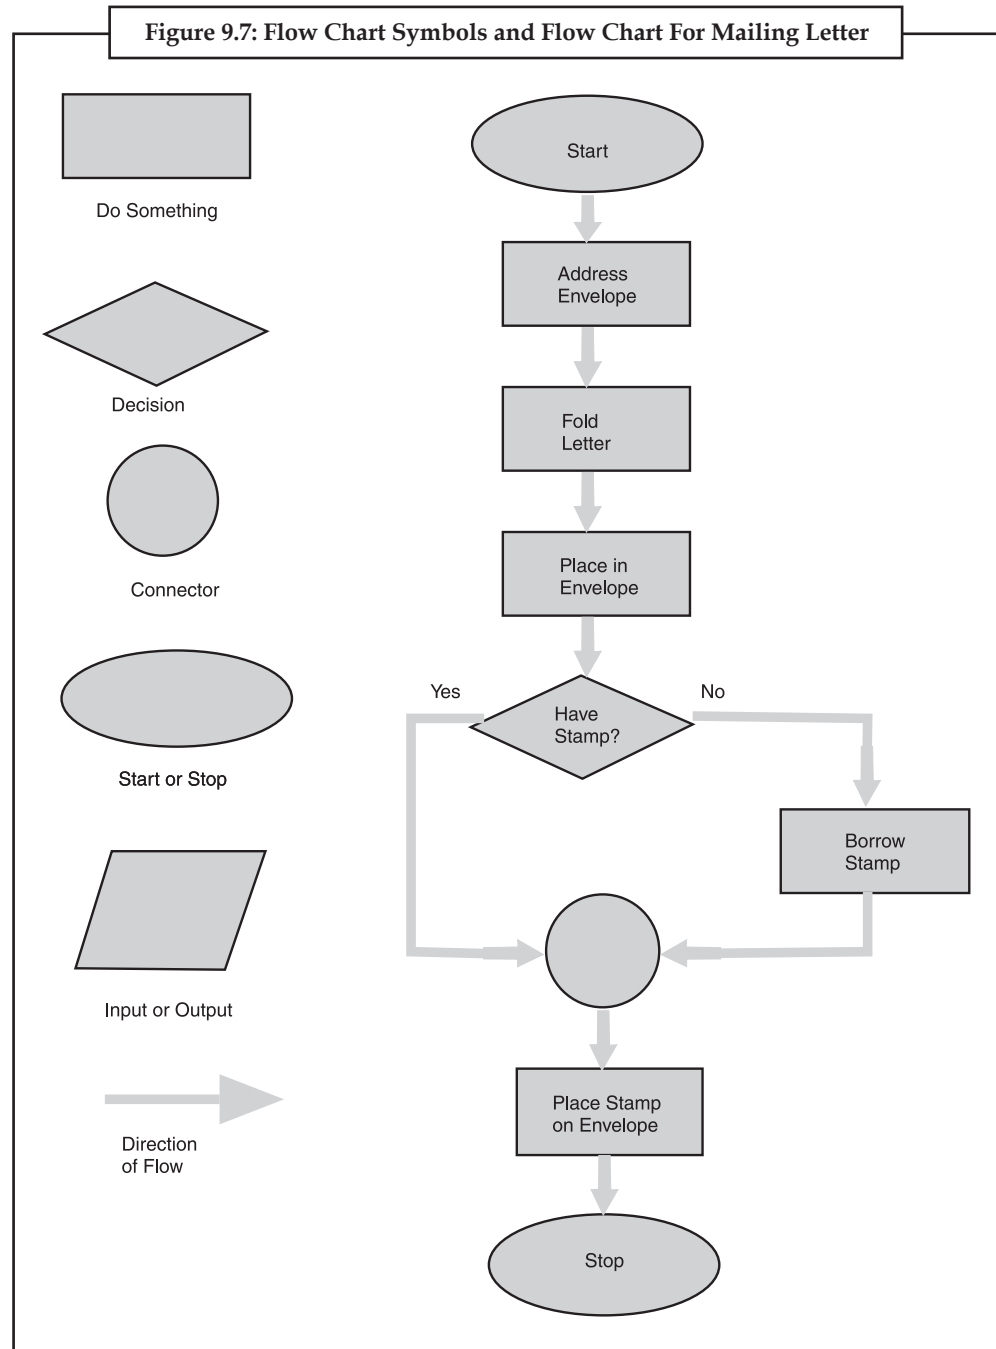 Figure 9.7: Flow Chart Symbols and Flow Chart For Mailing Letter
Do Something
Decision
Connector
Start or Stop
Input or Output
Direction
of Flow
Start
Address
Envelope
Fold
Letter
Place in
Envelope
Yes
No
Have
Stamp?
Borrow
Stamp
Place Stamp
on Envelope
Stop